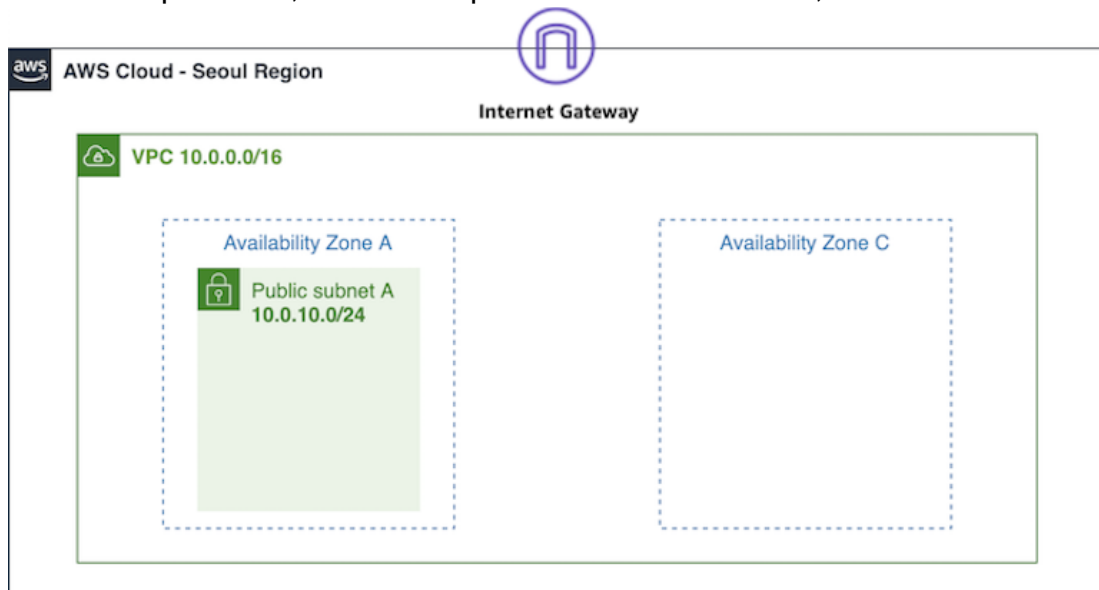 aws
AWS Cloud - Seoul Region
Internet Gateway
VPC 10.0.0.0/16
Availability Zone A
Availability Zone C
Public subnet A
10.0.10.0/24